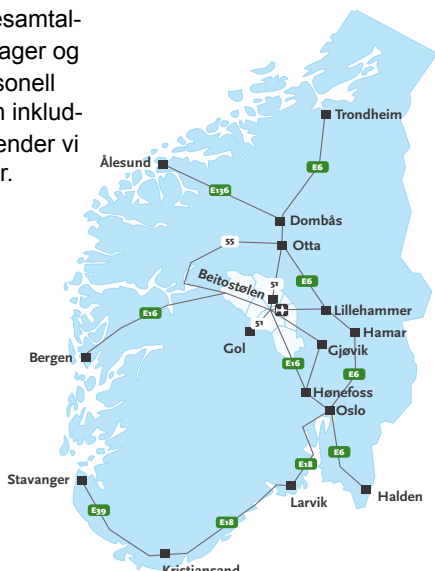 esamtal-
ager og
sonell
n inklud-
ender vi
r.
Trondheim
Ålesund
E6
E136
Dombås
55
Otta
Beitostølen
51
E6
E16
Lillehammer
51
Hamar
Gol
Gjøvik
Bergen
E16
E6
Hønefoss
Oslo
E6
E18
Stavanger
Larvik
Halden
E39
E18
Kristiansand